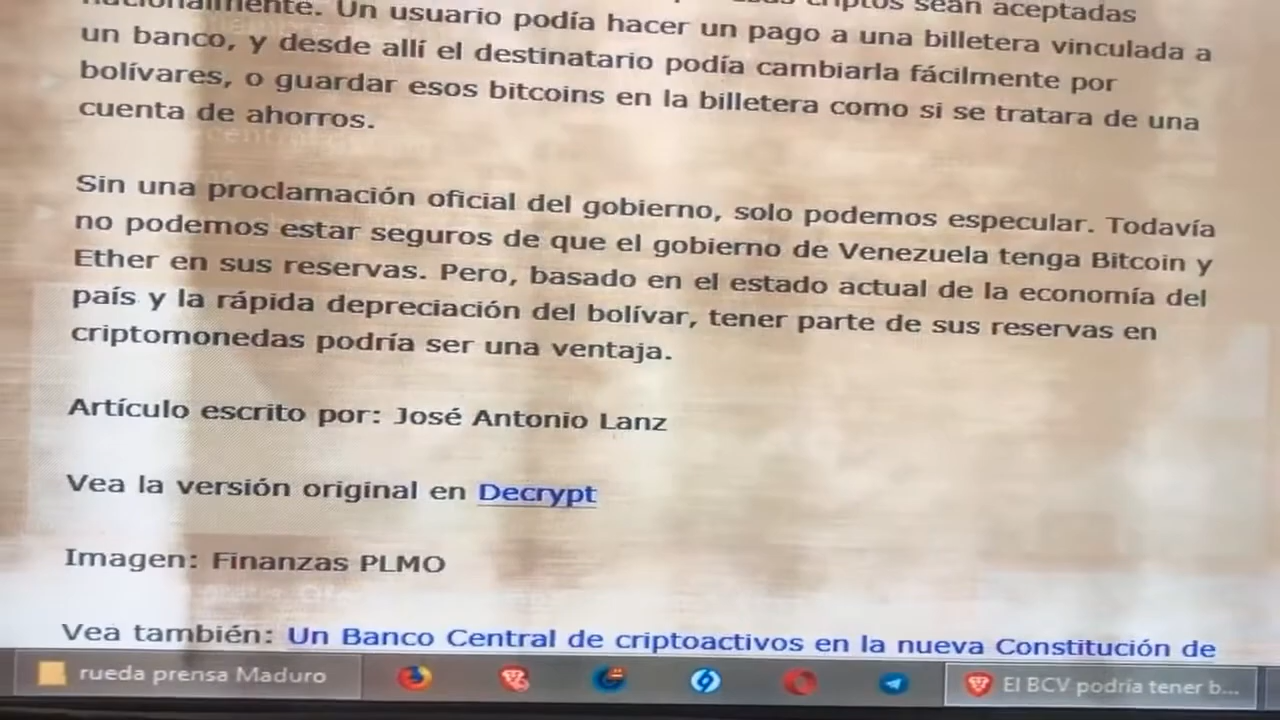 nacionalmente. Un usuario podía hacer un pago a una billetera vinculada a
criptos sean aceptadas
un banco, y desde allí el destinatario podía cambiarla fácilmente por
bolívares, o guardar esos bitcoins en la billetera como si se tratara de una
cuenta de ahorros.
Sin una proclamación oficial del gobierno, solo podemos especular. Todavía
no podemos estar seguros de que el gobierno de Venezuela tenga Bitcoin y
Ether en sus reservas. Pero, basado en el estado actual de la economía del
país y la rápida depreciación del bolívar, tener parte de sus reservas en
criptomonedas podría ser una ventaja.
Artículo escrito por: José Antonio Lanz
Vea la versión original en Decrypt
Imagen: Finanzas PLMO
Vea también: Un Banco Central de criptoactivos en la nueva Constitución de
rueda prensa Maduro
El BCV podría tener b...